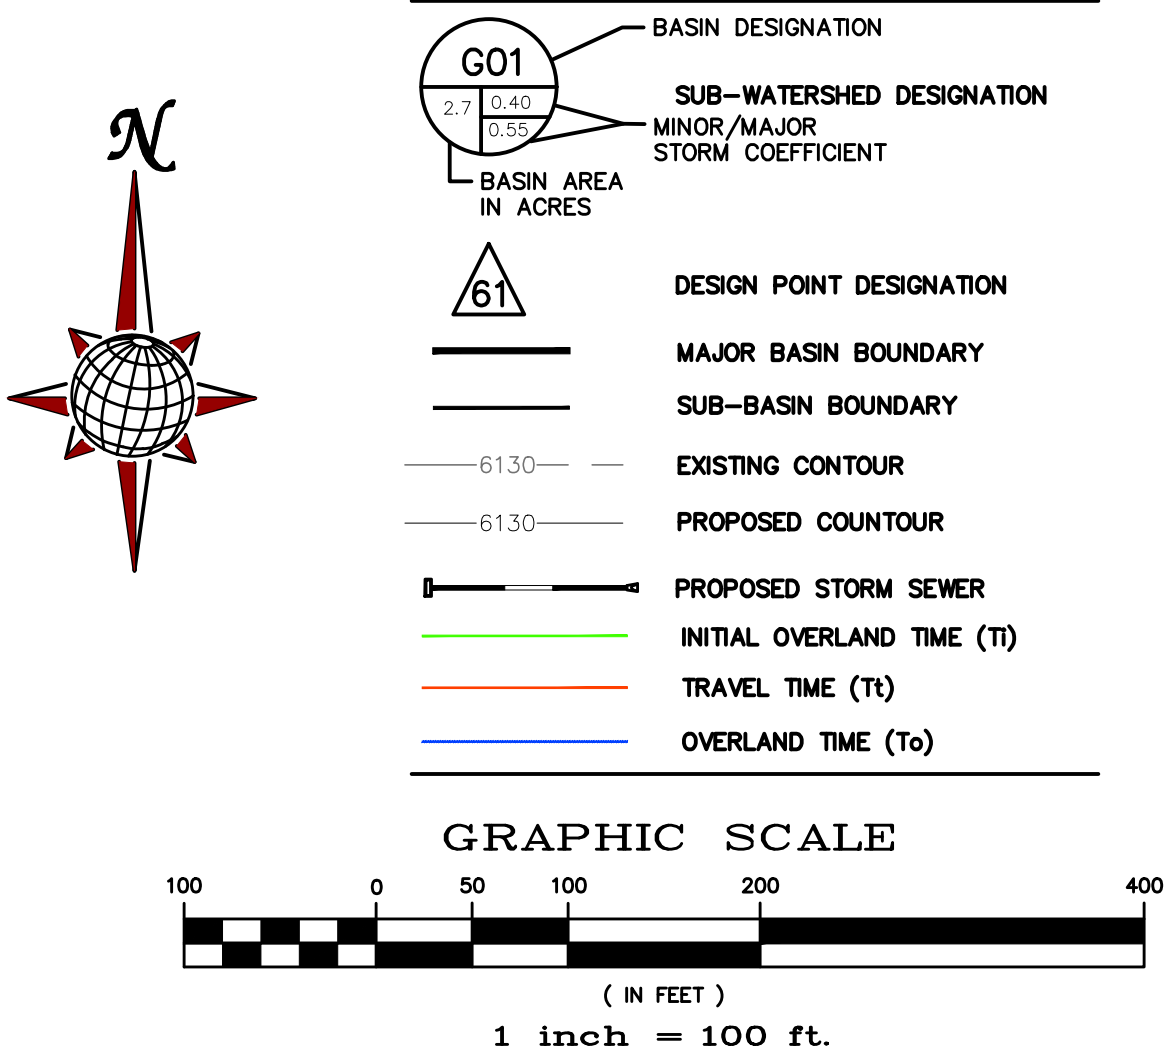 N
G01
2.7
0.40
0.55
BASIN DESIGNATION
SUB-WATERSHED DESIGNATION
MINOR/MAJOR
STORM COEFFICIENT
BASIN AREA
IN ACRES
61
DESIGN POINT DESIGNATION
MAJOR BASIN BOUNDARY
SUB-BASIN BOUNDARY
6130 EXISTING CONTOUR
6130 PROPOSED COUNTOUR
PROPOSED STORM SEWER
INITIAL OVERLAND TIME (Ti)
TRAVEL TIME (Tt)
OVERLAND TIME (To)
GRAPHIC SCALE
100 0 50 100 200 400
( IN FEET )
1 inch = 100 ft.